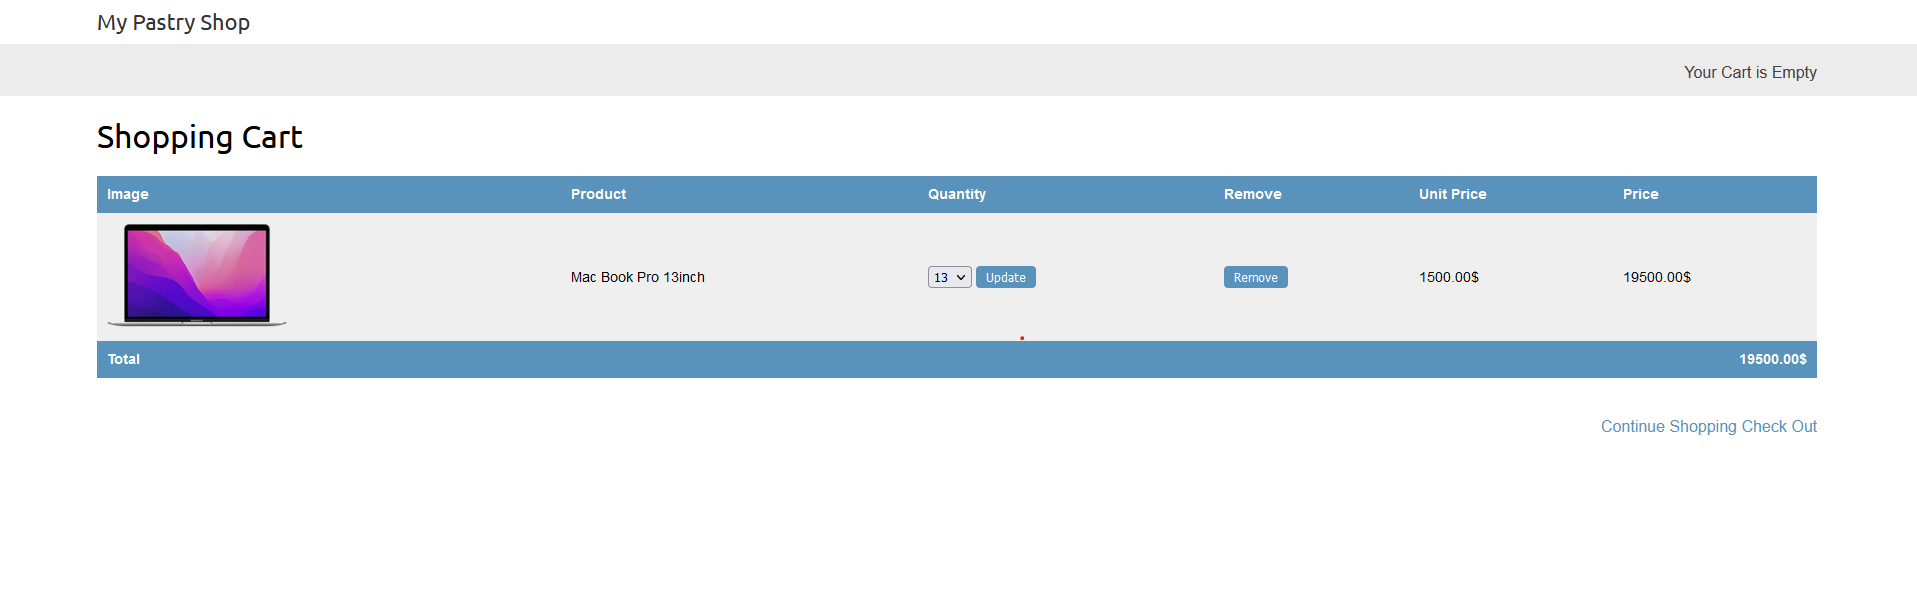 My Pastry Shop
Your Cart is Empty
Shopping Cart
Image Product Quantity Remove Unit Price Price
Mac Book Pro 13inch 13 Update Remove 1500.00$ 19500.00$
Total 19500.00$
Continue Shopping Check Out